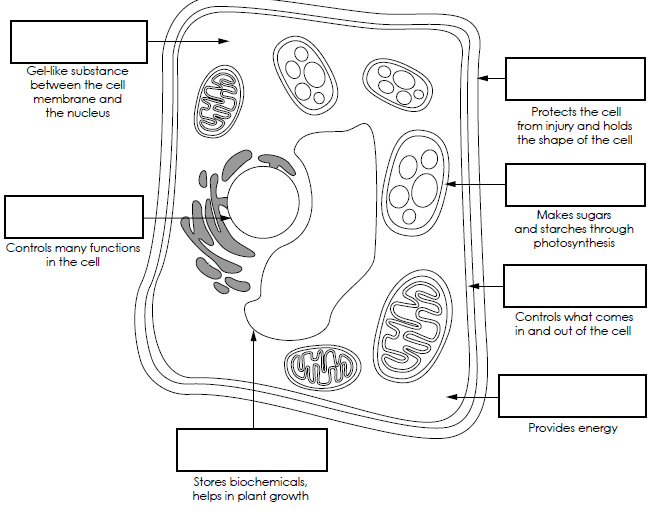 Gel-like substance
between the cell
membrane and
the nucleus
Protects the cell
from injury and holds
the shape of the cell
Makes sugars
and starches through
photosynthesis
Controls many functions
in the cell
Controls what comes
in and out of the cell
Provides energy
Stores biochemicals,
helps in plant growth